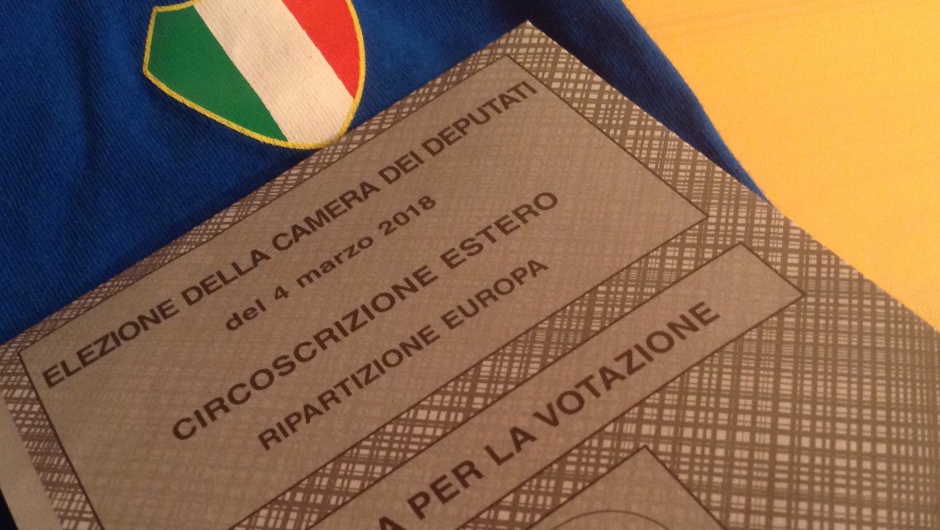 ELEZIONE DELLA CAMERA DEI DEPUTATI
del 4 marzo 2018
CIRCOSCRIZIONE ESTERO
RIPARTIZIONE EUROPA
A PER LA VOTAZIONE